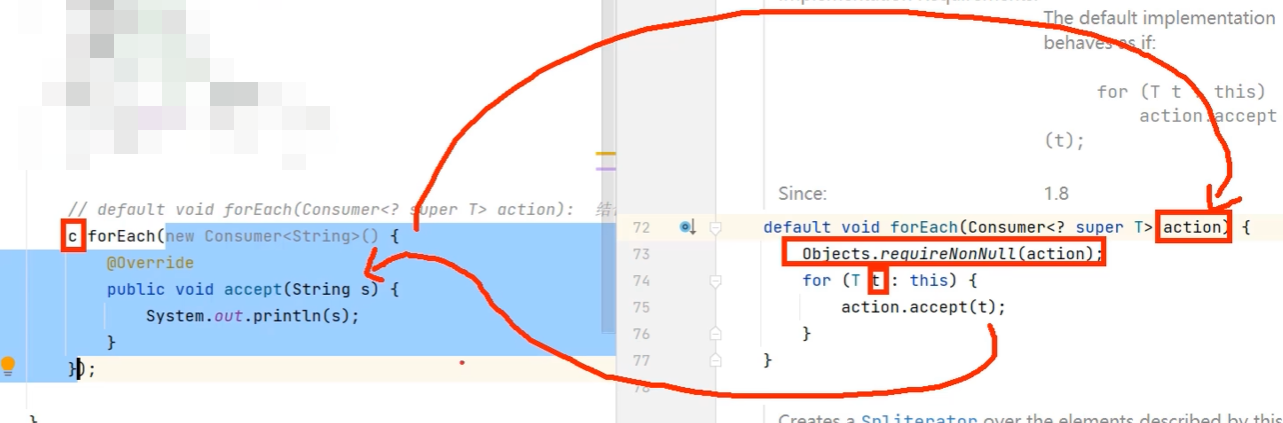 The default implementation
behaves as if:
for (T t : this)
action.accept
(t);
Since:
1.8
// default void forEach(Consumer<? super T> action):
c.forEach(new Consumer<String>() {
@Override
public void accept(String s) {
System.out.println(s);
}
});
}
72 default void forEach(Consumer<? super T> action) {
73 Objects.requireNonNull(action);
74 for (T t : this) {
75 action.accept(t);
76 }
77 }
Creates a Spliterator over the elements described by this